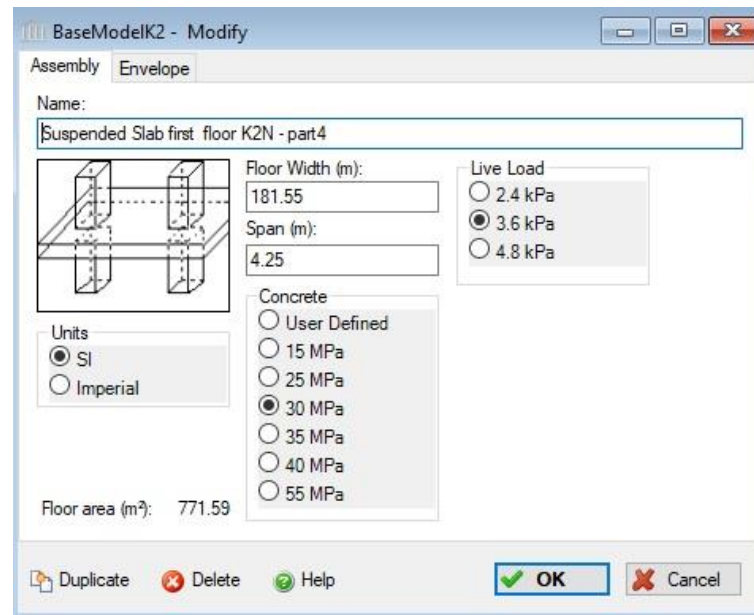 BaseModelK2 - Modify
Assembly Envelope
Name:
Suspended Slab first floor K2N - part4
Floor Width (m):
181.55
Span (m):
4.25
Live Load
2.4 kPa
3.6 kPa
4.8 kPa
Units
SI
Imperial
Concrete
User Defined
15 MPa
25 MPa
30 MPa
35 MPa
40 MPa
55 MPa
Floor area (m²): 771.59
Duplicate Delete Help OK Cancel